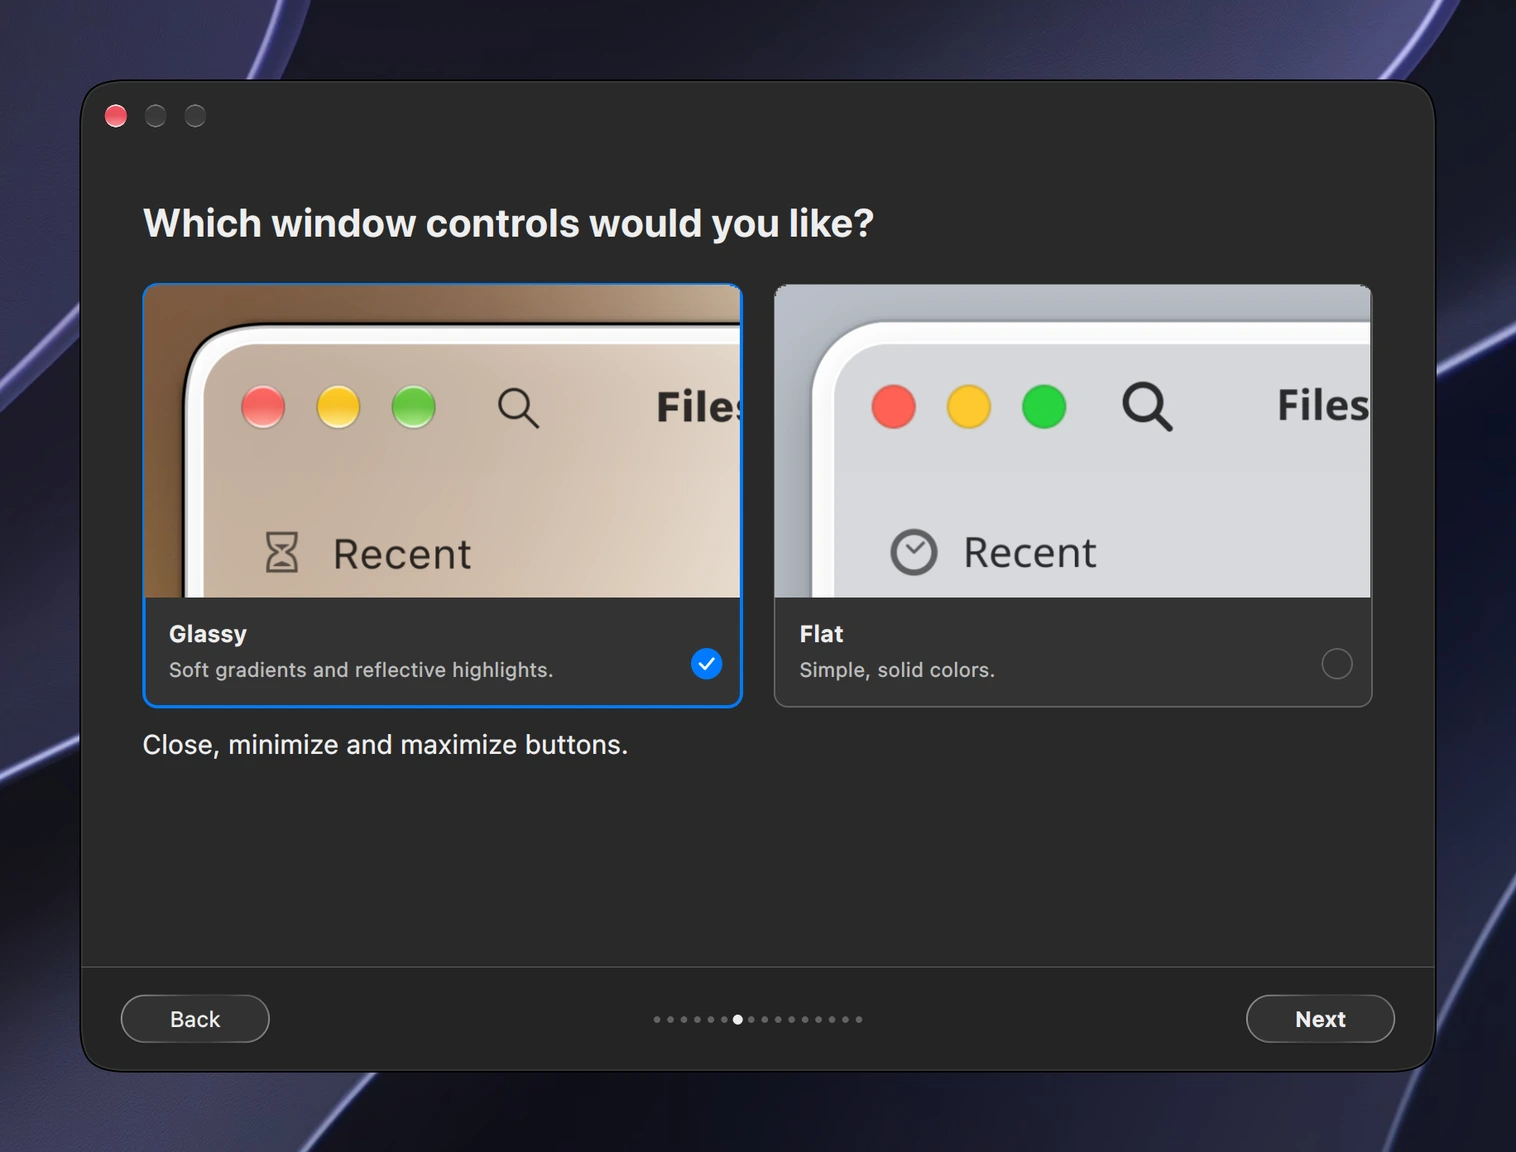 Which window controls would you like?
Files
Recent
Glassy
Soft gradients and reflective highlights.
Files
Recent
Flat
Simple, solid colors.
Close, minimize and maximize buttons.
Back
Next